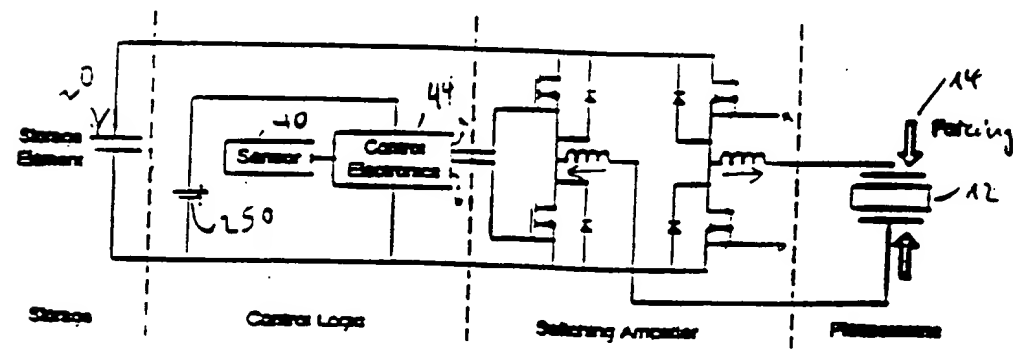 20
Storage
Element
40
Sensor
44
Control
Electronics
250
14
Forcing
12
Storage
Control Logic
Switching Amplifier